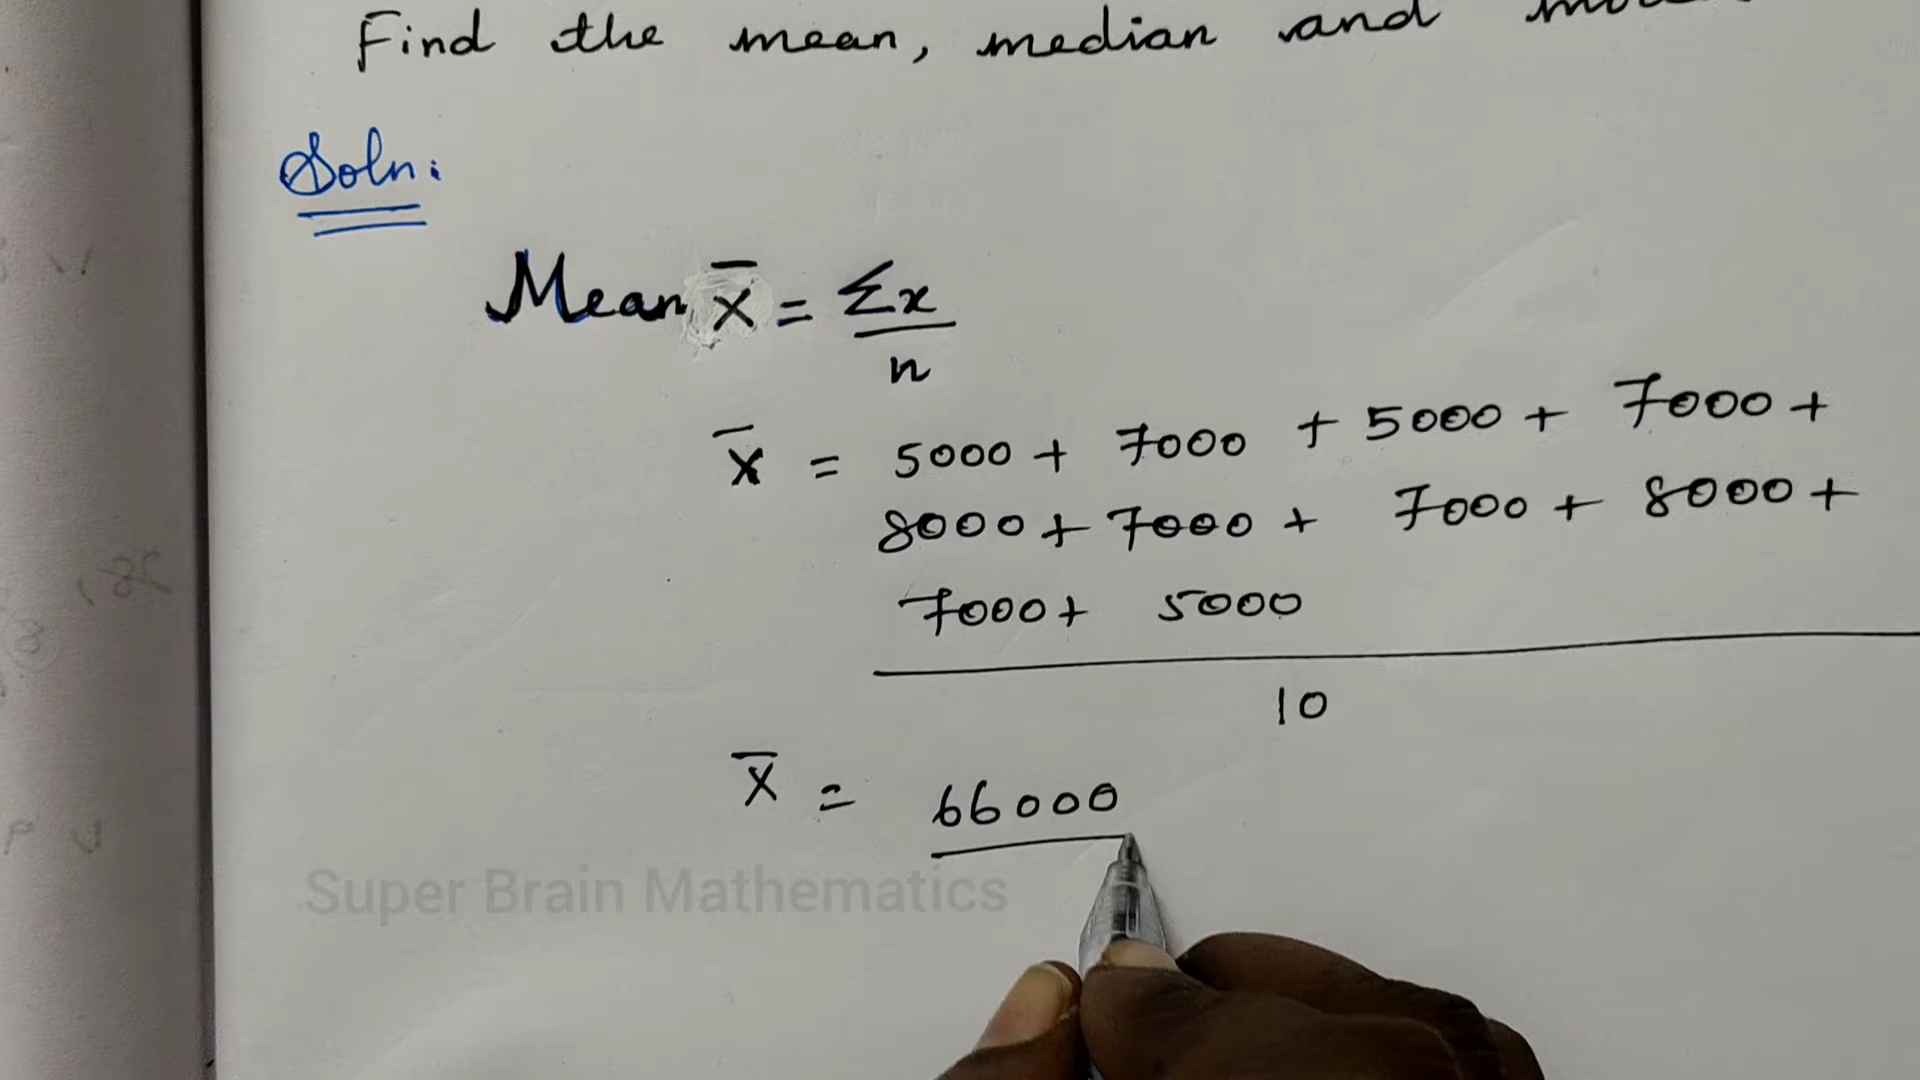 Find the mean, median and
Soln:
Mean x̄ = Σx
n
x̄ = 5000 + 7000 + 5000 + 7000 +
8000 + 7000 + 7000 + 8000 +
7000 + 5000
10
x̄ = 66000
Super Brain Mathematics